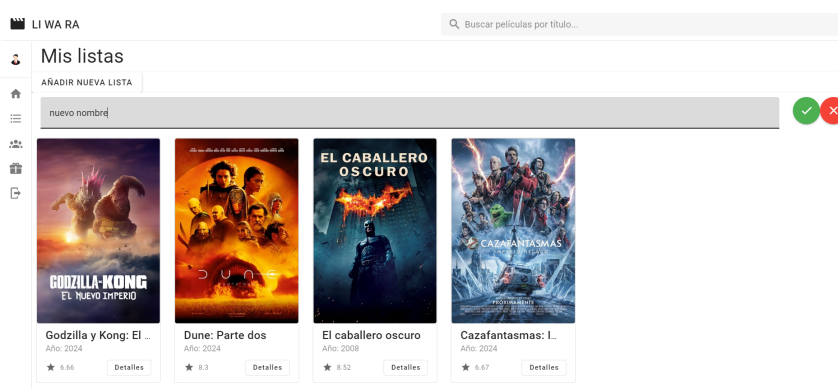 LI WA RA
Buscar películas por título...
Mis listas
AÑADIR NUEVA LISTA
nuevo nombre
GODZILLA-KONG
EL NUEVO IMPERIO
DUNE
EL CABALLERO
OSCURO
CAZAFANTASMAS
PRÓXIMAMENTE
Godzilla y Kong: El ...
Dune: Parte dos
El caballero oscuro
Cazafantasmas: I...
Año: 2024
Año: 2024
Año: 2008
Año: 2024
6.66 Detalles
8.3 Detalles
8.52 Detalles
6.67 Detalles